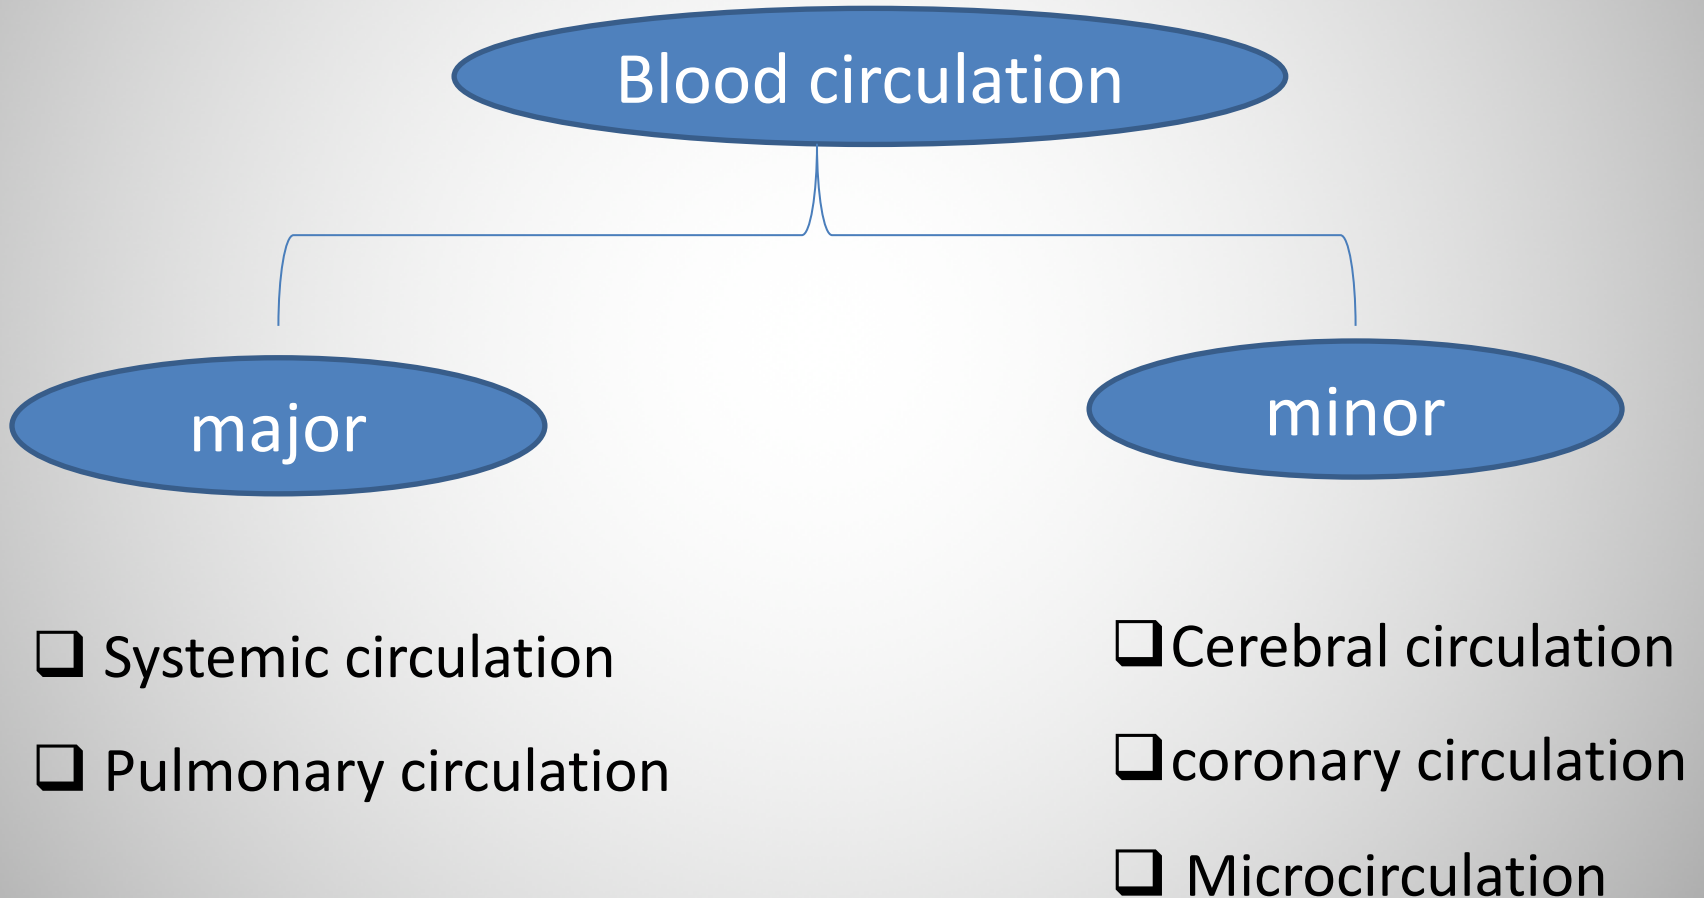 Blood circulation
major
minor
Systemic circulation
Pulmonary circulation
Cerebral circulation
coronary circulation
Microcirculation